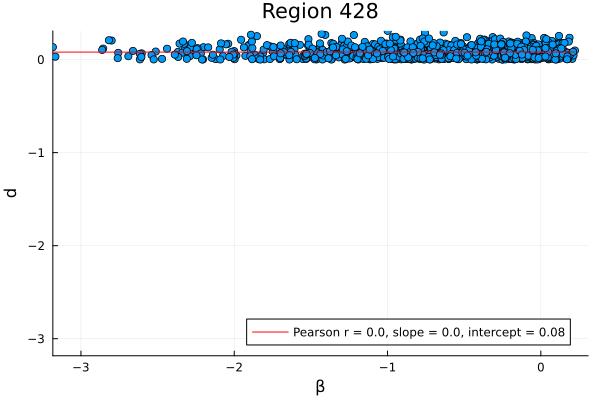 Region 428
d
0
−1
−2
−3
Pearson r = 0.0, slope = 0.0, intercept = 0.08
−3
−2
−1
0
β